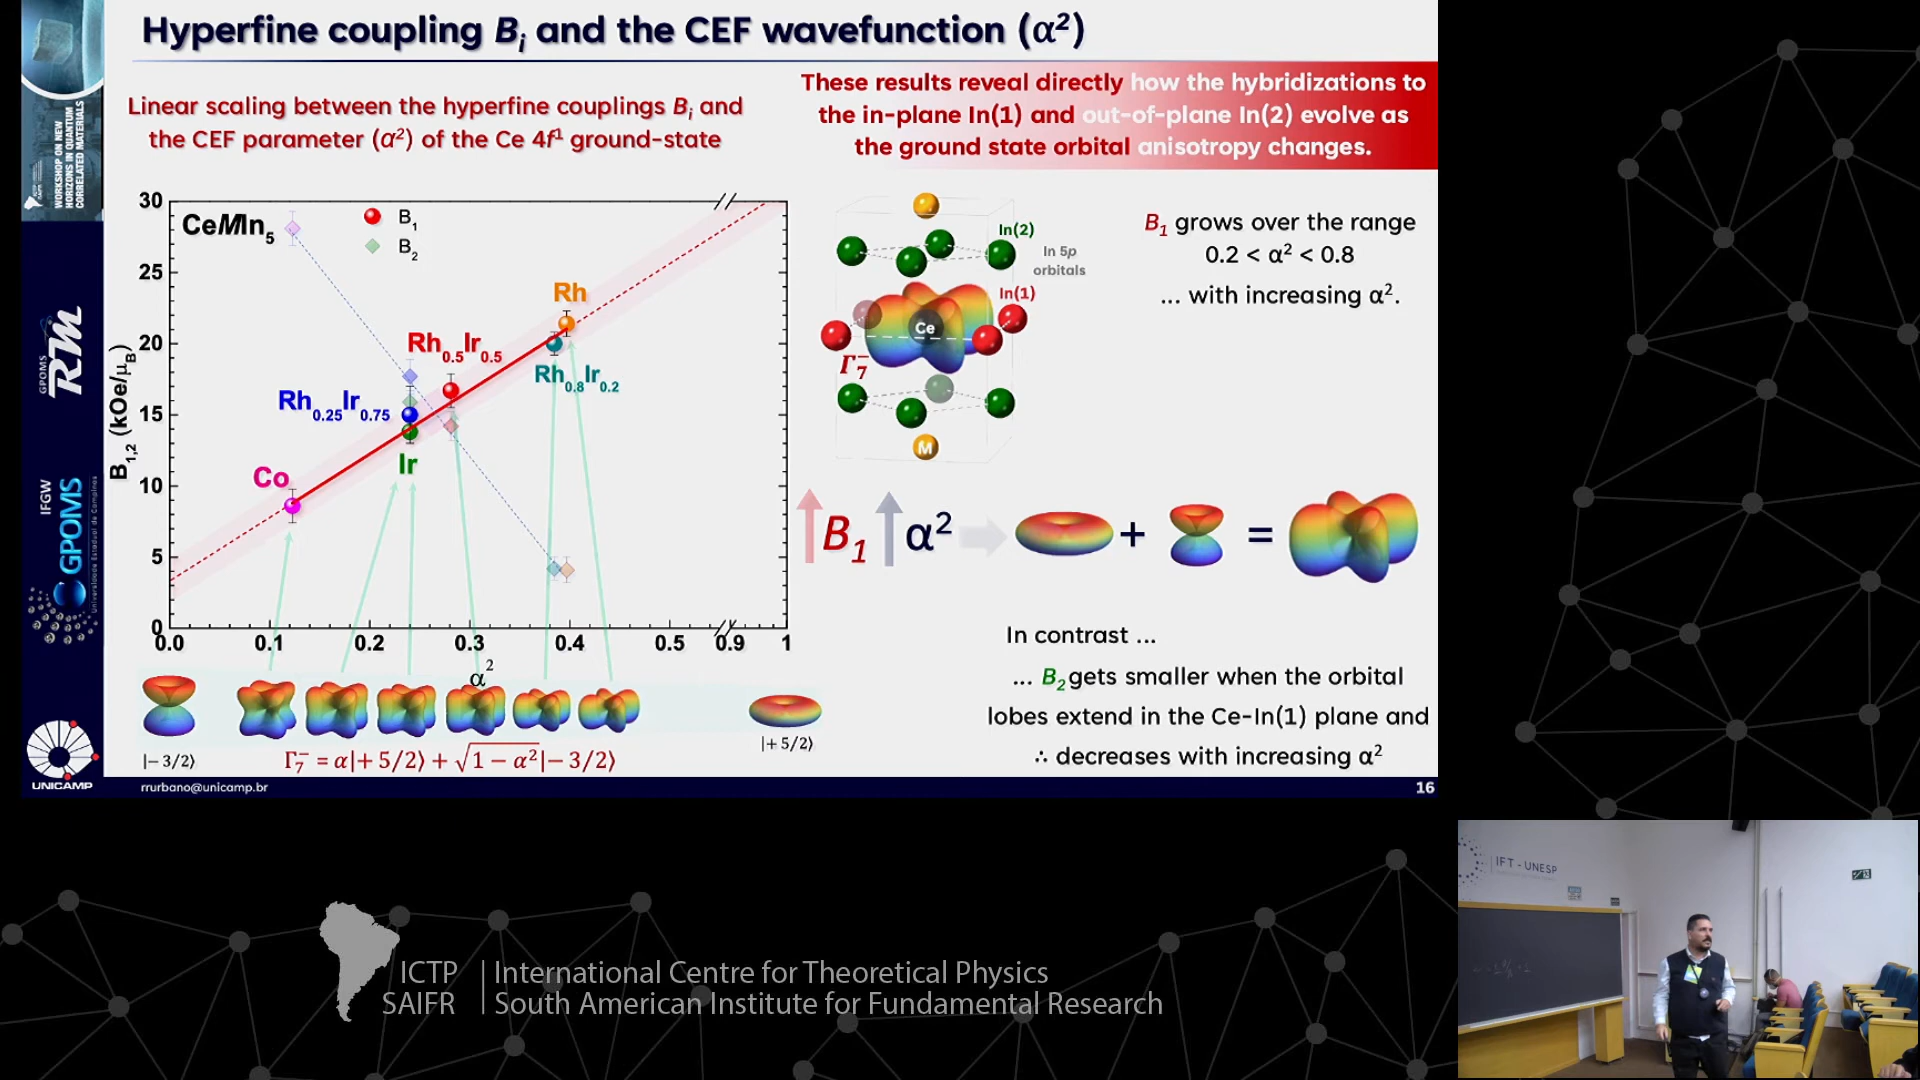 Hyperfine coupling Bᵢ and the CEF wavefunction (α²)
Linear scaling between the hyperfine couplings Bᵢ and
the CEF parameter (α²) of the Ce 4f¹ ground-state
These results reveal directly how the hybridizations to
the in-plane In(1) and out-of-plane In(2) evolve as
the ground state orbital anisotropy changes.
ICTP
SAIFR
WORKSHOP ON NEW
HORIZONS IN QUANTUM
CORRELATED MATERIALS
GPOMS
RM
IFGW
GPOMS
Universidade Estadual de Campinas
UNICAMP
CeMIn₅
B₁
B₂
30
25
20
15
10
5
0
B₁,₂ (kOe/μ_B)
Rh
Rh₀.₅Ir₀.₅
Rh₀.₈Ir₀.₂
Rh₀.₂₅Ir₀.₇₅
Ir
Co
0.0 0.1 0.2 0.3 0.4 0.5 0.9 1
α²
|−3/2⟩
Γ₇⁻ = α|+5/2⟩ + √1 − α²|−3/2⟩
|+5/2⟩
In(2)
In 5p
orbitals
In(1)
Ce
Γ₇⁻
M
B₁ grows over the range
0.2 < α² < 0.8
... with increasing α².
B₁ α² + =
In contrast ...
... B₂ gets smaller when the orbital
lobes extend in the Ce-In(1) plane and
∴ decreases with increasing α²
rrurbano@unicamp.br
16
ICTP
SAIFR
International Centre for Theoretical Physics
South American Institute for Fundamental Research
IFT - UNESP